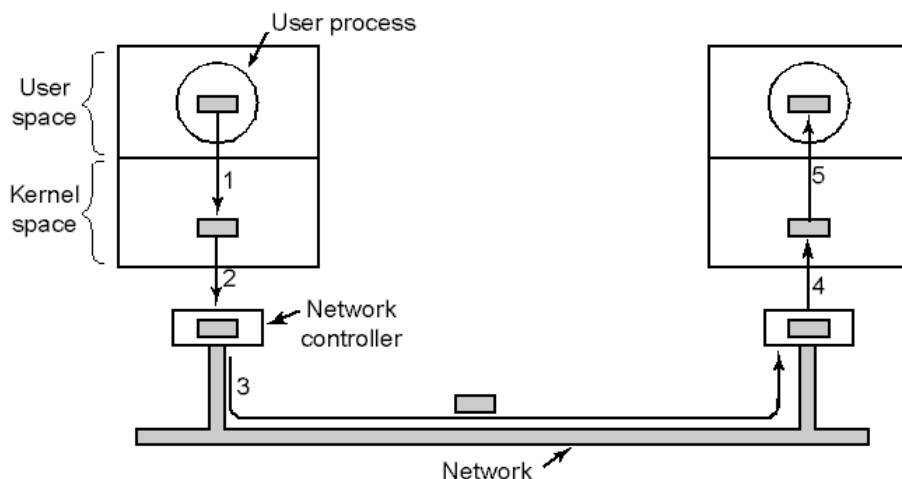 User process
User
space
1
5
Kernel
space
2
4
Network
controller
3
Network